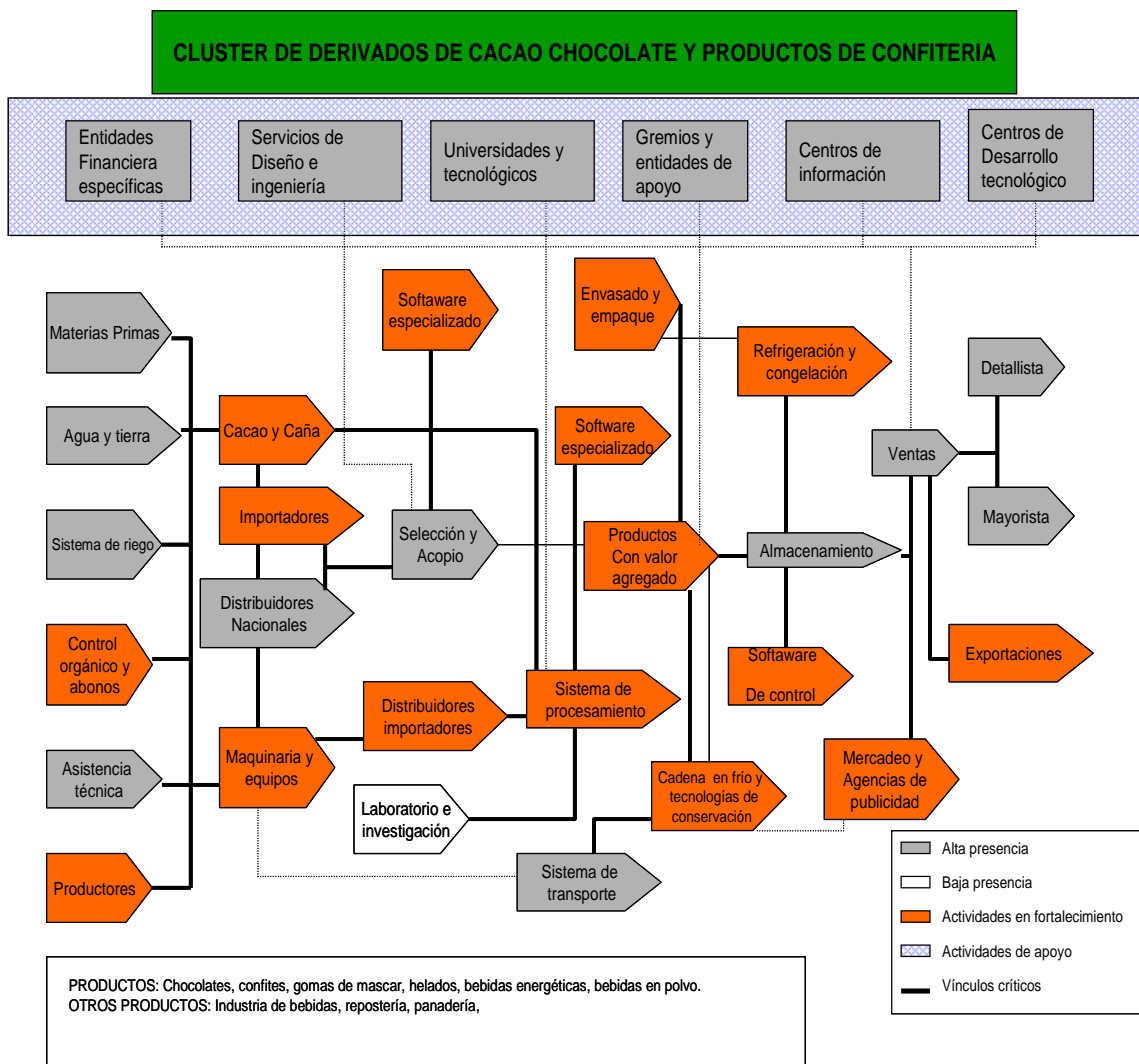 CLUSTER DE DERIVADOS DE CACAO CHOCOLATE Y PRODUCTOS DE CONFITERIA
Entidades
Financiera
específicas
Servicios de
Diseño e
ingeniería
Universidades y
tecnológicos
Gremios y
entidades de
apoyo
Centros de
información
Centros de
Desarrollo
tecnológico
Materias Primas
Agua y tierra
Sistema de riego
Control
orgánico y
abonos
Asistencia
técnica
Productores
Cacao y Caña
Importadores
Distribuidores
Nacionales
Maquinaria y
equipos
Softaware
especializado
Selección y
Acopio
Distribuidores
importadores
Laboratorio e
investigación
Envasado y
empaque
Software
especializado
Productos
Con valor
agregado
Sistema de
procesamiento
Sistema de
transporte
Cadena en frío y
tecnologías de
conservación
Refrigeración y
congelación
Almacenamiento
Softaware
De control
Mercadeo y
Agencias de
publicidad
Ventas
Detallista
Mayorista
Exportaciones
Alta presencia
Baja presencia
Actividades en fortalecimiento
Actividades de apoyo
Vínculos críticos
PRODUCTOS: Chocolates, confites, gomas de mascar, helados, bebidas energéticas, bebidas en polvo.
OTROS PRODUCTOS: Industria de bebidas, repostería, panadería,